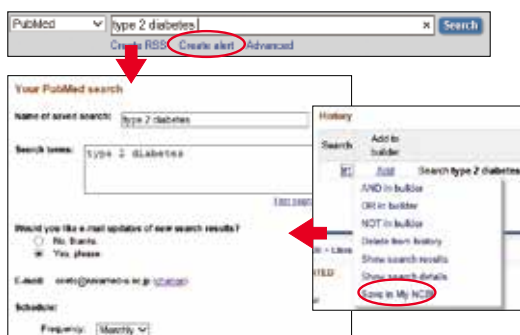 PubMed type 2 diabetes × Search
Create RSS Create alert Advanced
Your PubMed search
Name of saved search: type 2 diabetes
Search terms: type 2 diabetes
Would you like e-mail updates of new search results?
No, thanks.
Yes, please.
E-mail: (change)
Schedule:
Frequency: Monthly
History
Search Add to builder
#1 Add Search type 2 diabetes
AND in builder
OR in builder
NOT in builder
Delete from history
Show search results
Show search details
Save in My NCBI